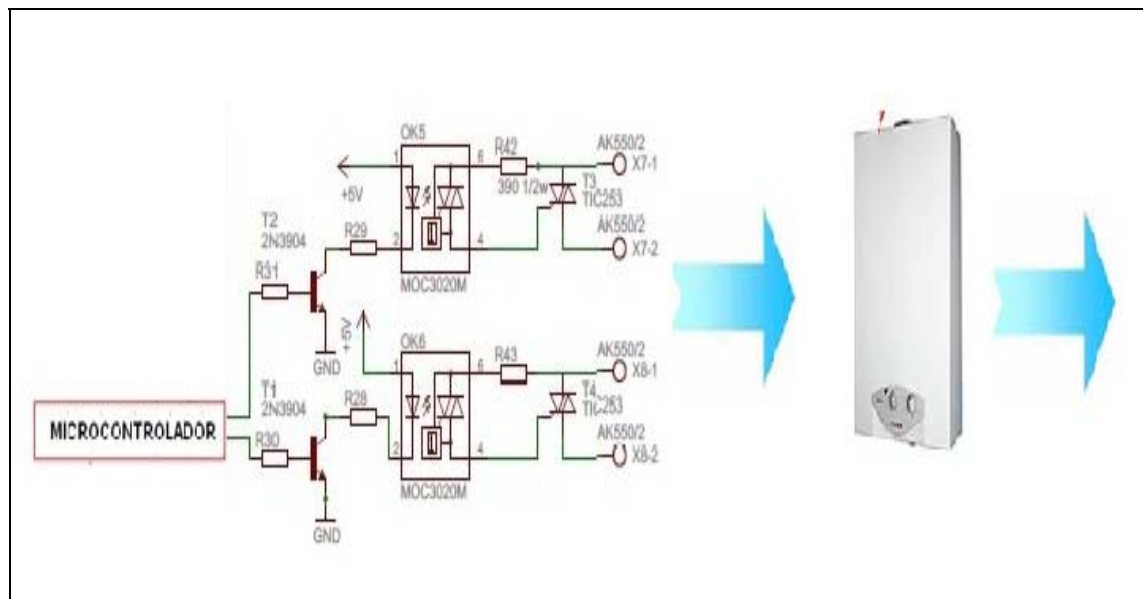 OK5
1
6
R42
390 1/2w
AK550/2
X7-1
+5V
T3
TIC253
T2
2N3904
R29
2
4
AK550/2
X7-2
R31
MOC3020M
GND
+5V
OK6
1
6
R43
AK550/2
X8-1
T1
2N3904
R28
T4
TIC253
MICROCONTROLADOR
R30
2
4
AK550/2
X8-2
MOC3020M
GND